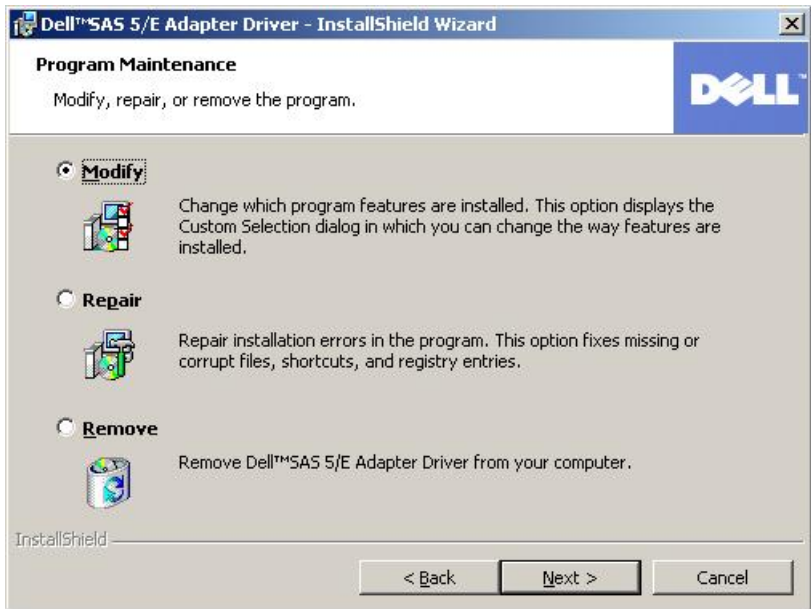 Dell™SAS 5/E Adapter Driver - InstallShield Wizard
Program Maintenance
Modify, repair, or remove the program.
DELL™
Modify
Change which program features are installed. This option displays the
Custom Selection dialog in which you can change the way features are
installed.
Repair
Repair installation errors in the program. This option fixes missing or
corrupt files, shortcuts, and registry entries.
Remove
Remove Dell™SAS 5/E Adapter Driver from your computer.
InstallShield
< Back
Next >
Cancel